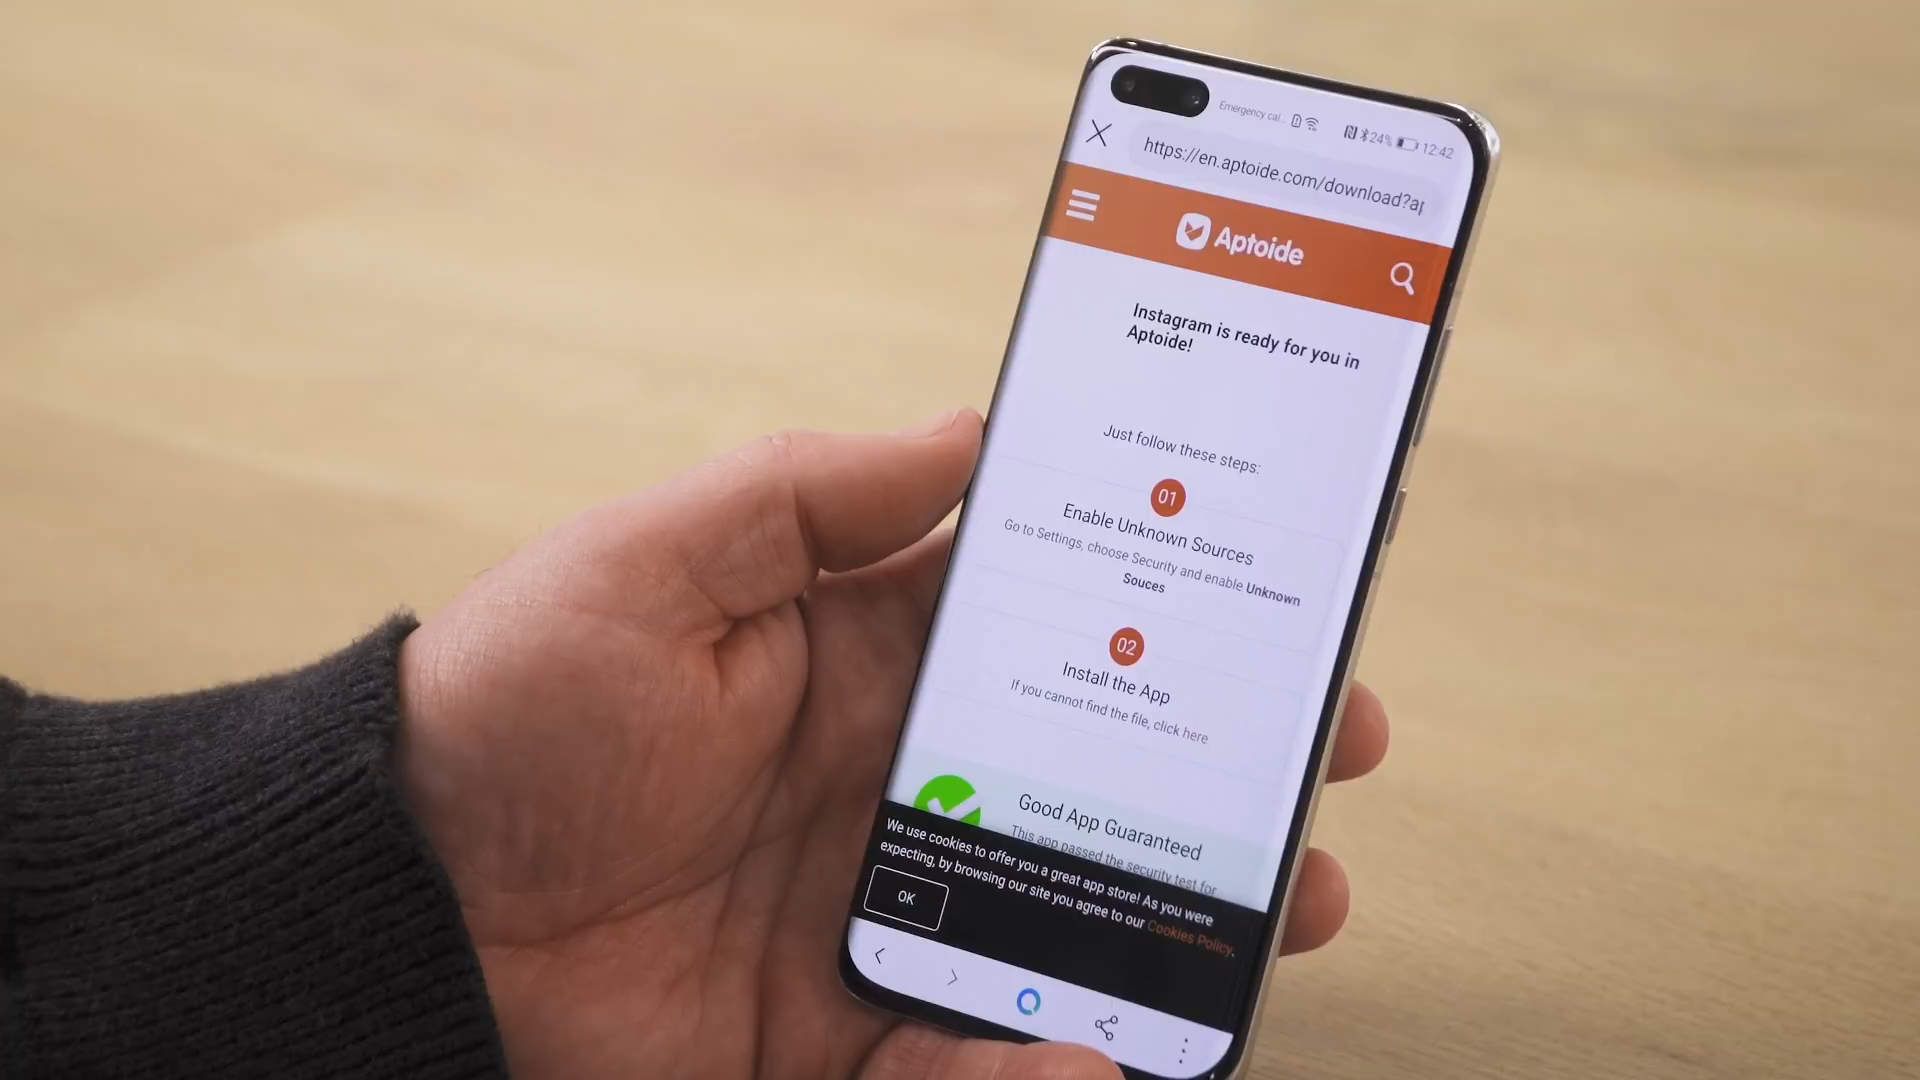 Emergency cal...
24%
12:42
https://en.aptoide.com/download?ap
Aptoide
Instagram is ready for you in
Aptoide!
Just follow these steps:
01
Enable Unknown Sources
Go to Settings, choose Security and enable Unknown
Souces
02
Install the App
If you cannot find the file, click here
Good App Guaranteed
This app passed the security test for
We use cookies to offer you a great app store! As you were
expecting, by browsing our site you agree to our Cookies Policy.
OK